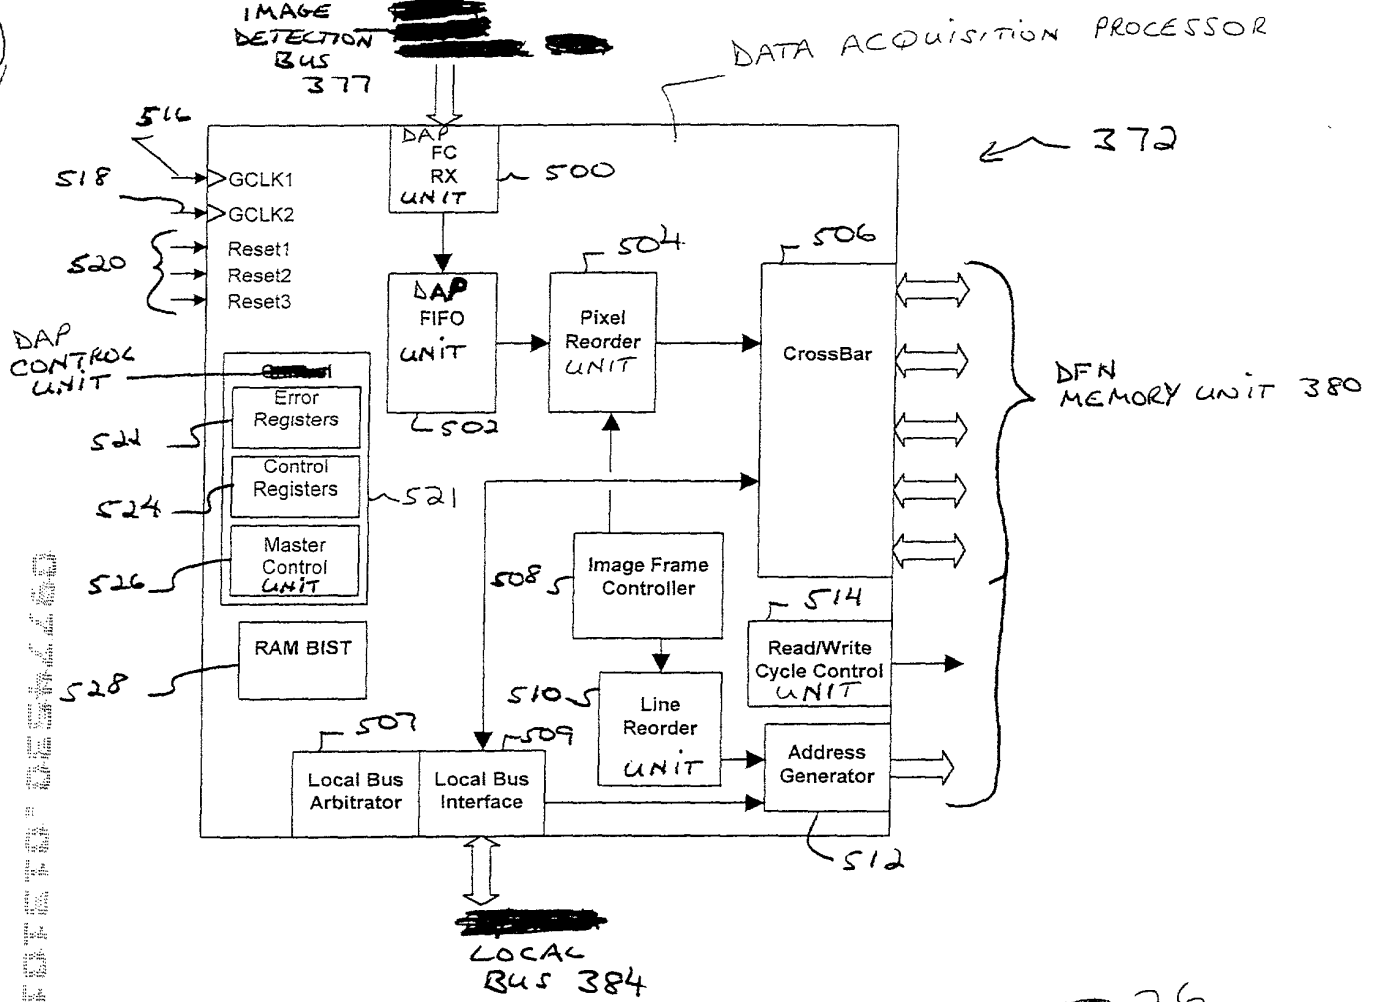 IMAGE
DETECTION
BUS
377
DATA ACQUISITION PROCESSOR
372
516
518
GCLK1
GCLK2
520
Reset1
Reset2
Reset3
DAP
FC
RX
UNIT
500
DAP
FIFO
UNIT
502
504
Pixel
Reorder
UNIT
506
CrossBar
DFN
MEMORY UNIT 380
DAP
CONTROL
UNIT
Error
Registers
522
Control
Registers
524
521
Master
Control
UNIT
526
508
Image Frame
Controller
514
Read/Write
Cycle Control
UNIT
RAM BIST
528
510
Line
Reorder
UNIT
507
509
Local Bus
Arbitrator
Local Bus
Interface
Address
Generator
512
LOCAL
BUS 384
26